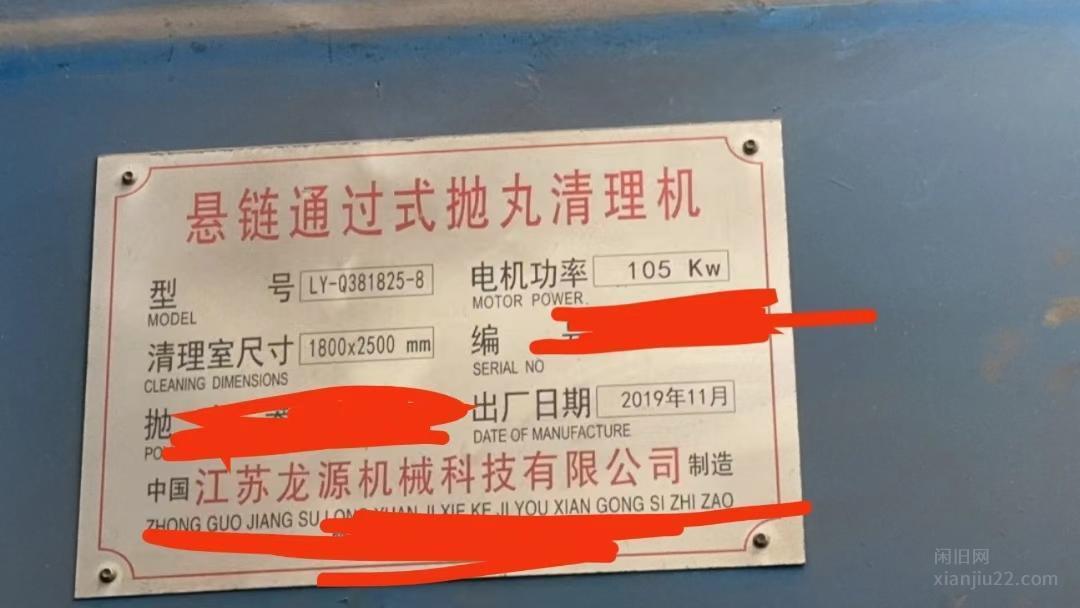 悬链通过式抛丸清理机
型 号 LY-Q381825-8 电机功率 105 Kw
MODEL MOTOR POWER
清理室尺寸 1800x2500 mm 编
CLEANING DIMENSIONS SERIAL NO
抛 出厂日期 2019年11月
DATE OF MANUFACTURE
中国江苏龙源机械科技有限公司制造
ZHONG GUO JIANG SU LONG YUAN JI XIE KE JI YOU XIAN GONG SI ZHI ZAO
闲旧网
xianjiu22.com